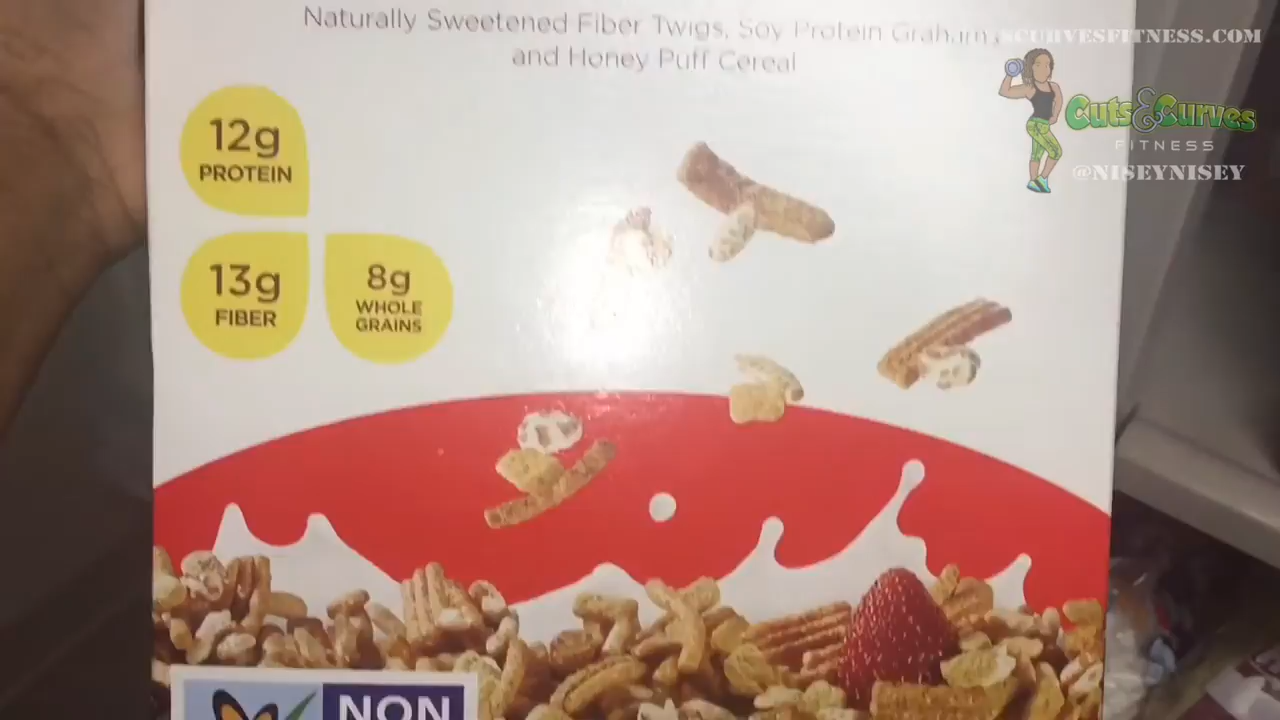 Naturally Sweetened Fiber Twigs, Soy Protein Grahams
and Honey Puff Cereal
CURVESFITNESS.COM
Cuts&Curves
FITNESS
@NISEYNISEY
12g
PROTEIN
13g
FIBER
8g
WHOLE
GRAINS
NON